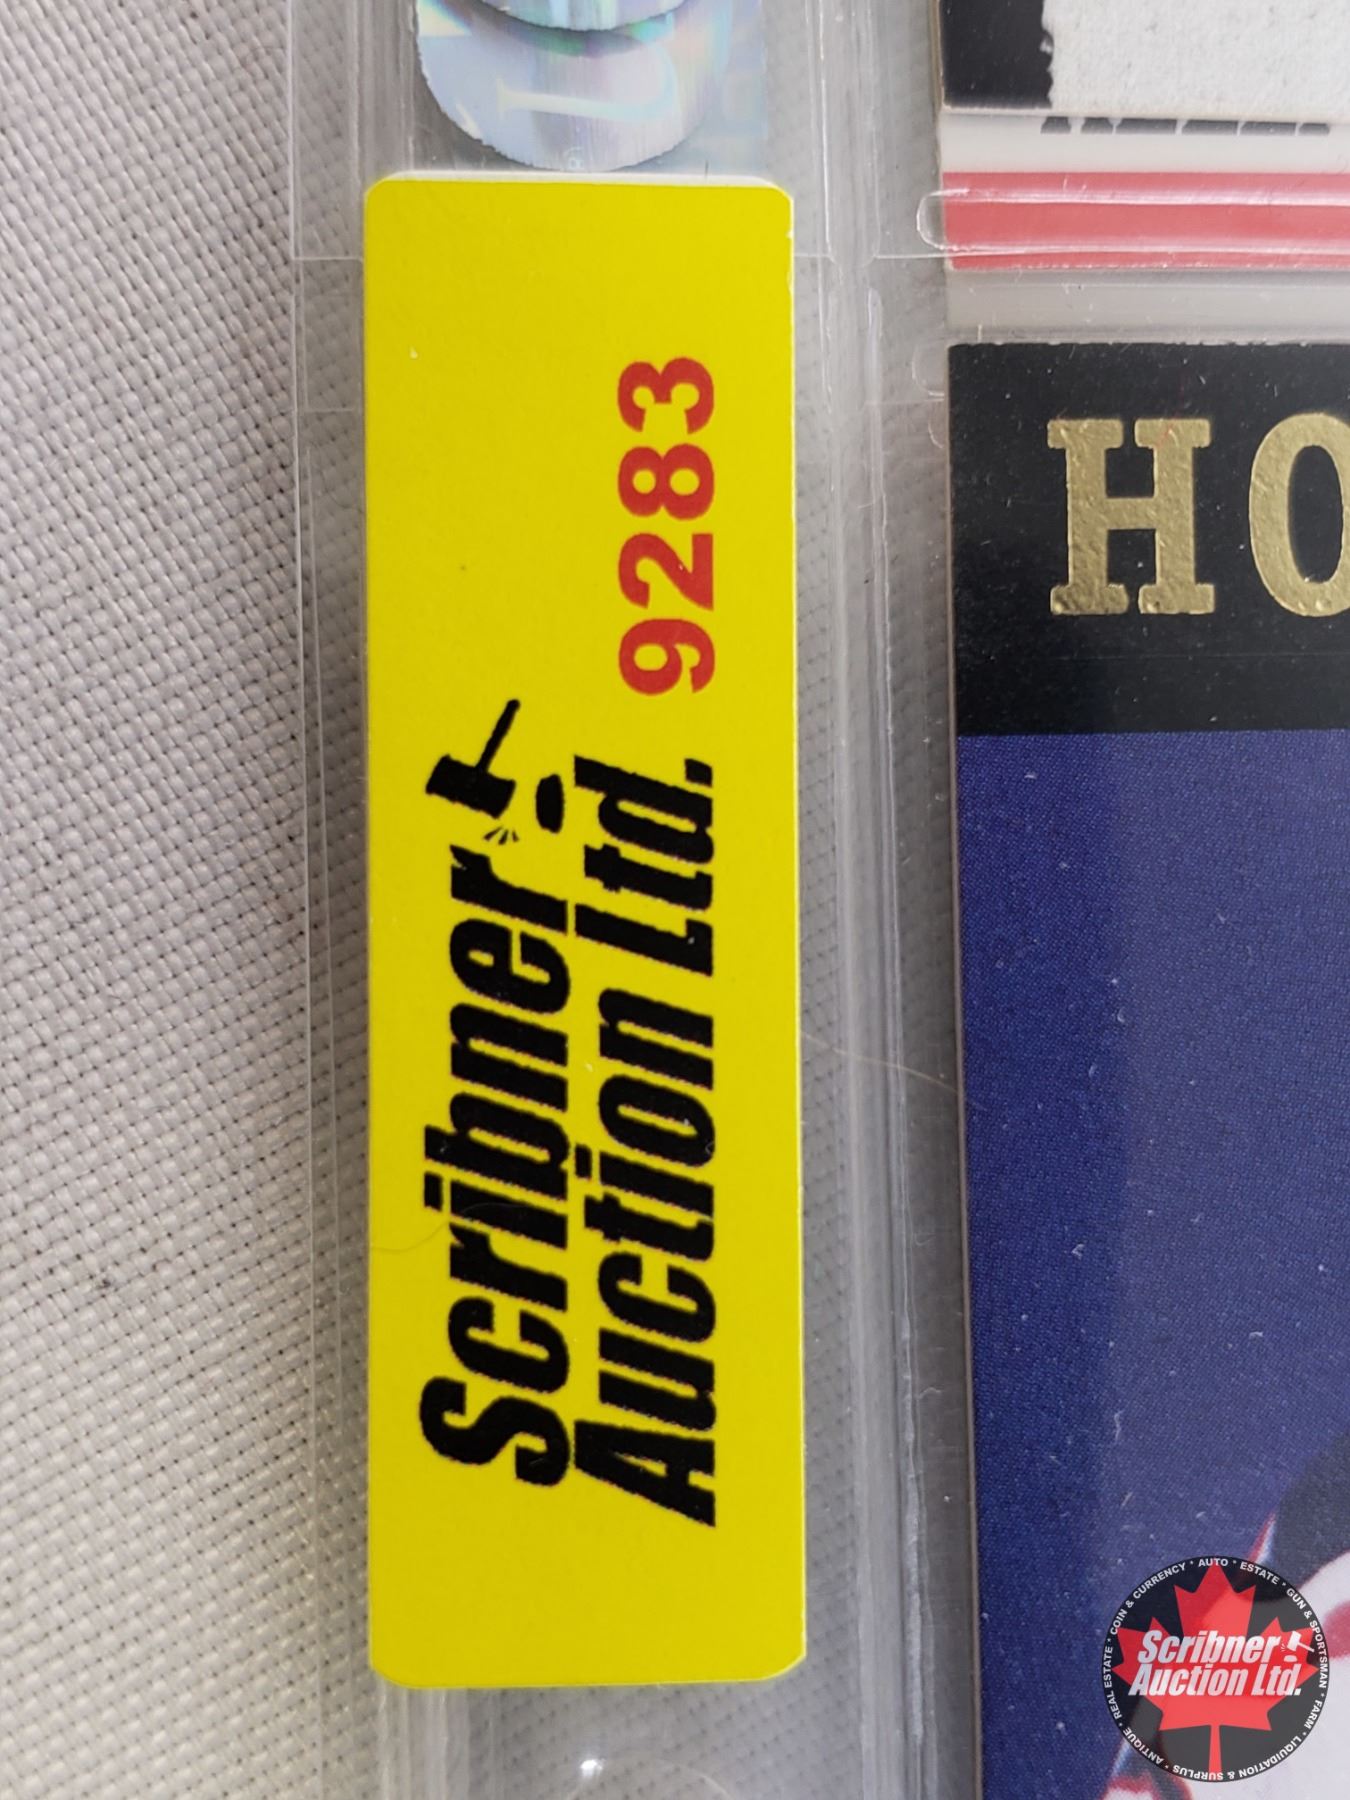 Scribner
Auction Ltd. 9283
HO
Scribner
Auction Ltd.
REAL ESTATE * COIN & CURRENCY * AUTO * ESTATE * GUN & SPORTSMAN * FARM * LIQUIDATION & SURPLUS * ANTIQUE *